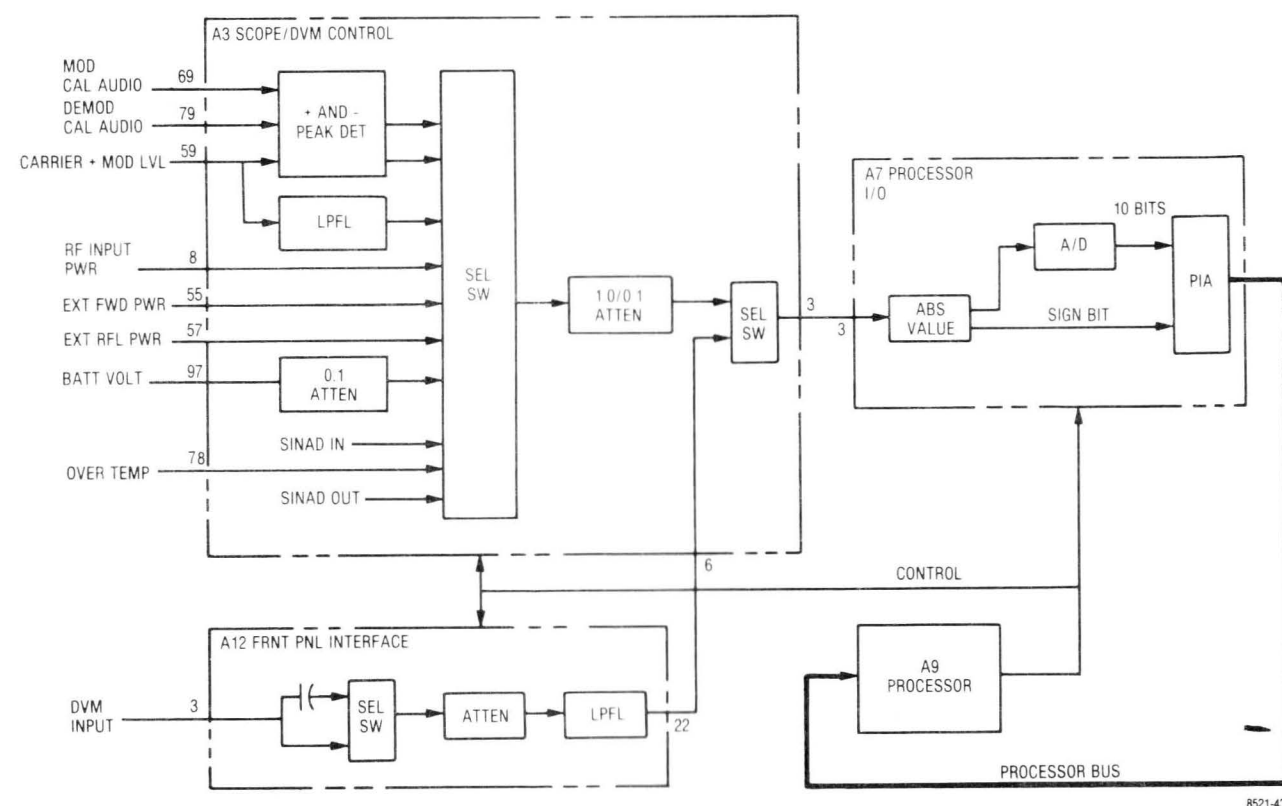 A3 SCOPE/DVM CONTROL
MOD
CAL AUDIO
69
DEMOD
CAL AUDIO
79
CARRIER + MOD LVL
59
+ AND -
PEAK DET
LPFL
RF INPUT
PWR
8
EXT FWD PWR
55
EXT RFL PWR
57
BATT VOLT
97
0.1
ATTEN
SINAD IN
OVER TEMP
78
SINAD OUT
SEL
SW
1.0/0.1
ATTEN
SEL
SW
3
3
6
A7 PROCESSOR
I/O
10 BITS
A/D
ABS
VALUE
SIGN BIT
PIA
CONTROL
A12 FRNT PNL INTERFACE
DVM
INPUT
3
SEL
SW
ATTEN
LPFL
22
A9
PROCESSOR
PROCESSOR BUS